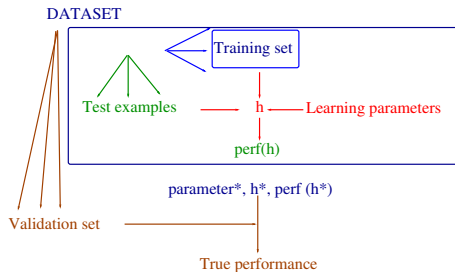 DATASET
Training set
Test examples
h
Learning parameters
perf(h)
parameter*, h*, perf (h*)
Validation set
True performance